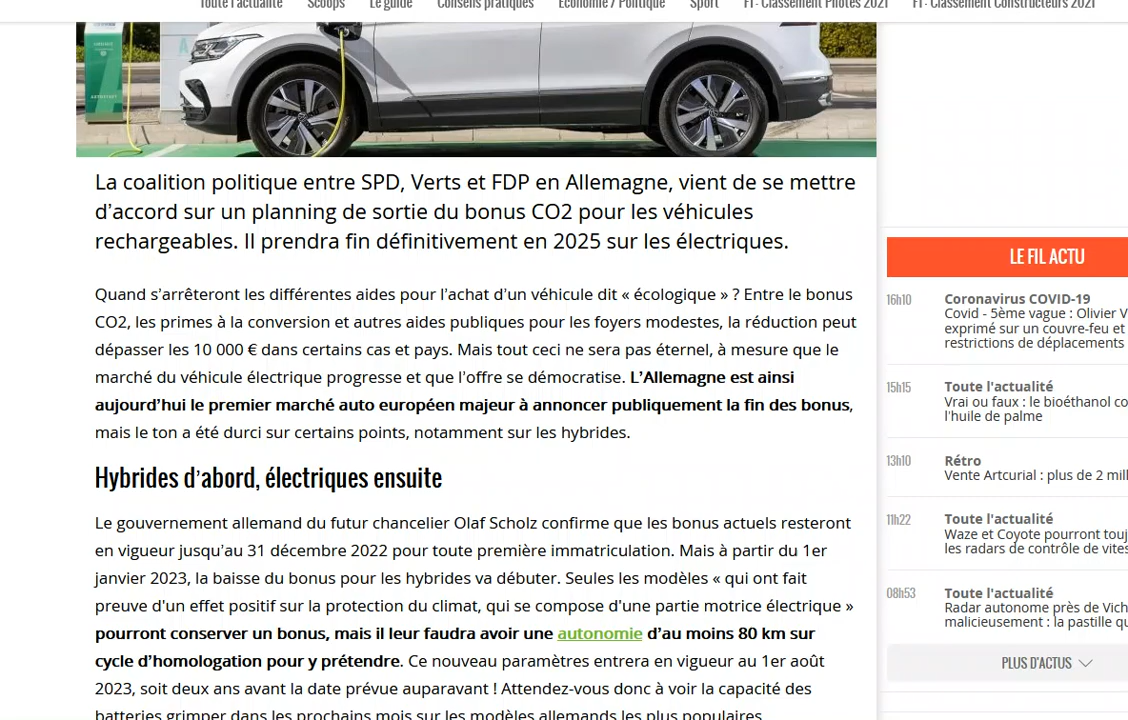 Toute l'actualité Scoops Le guide Conseils pratiques Economie / Politique Sport F1 - Classement Pilotes 2021 F1 - Classement Constructeurs 2021
La coalition politique entre SPD, Verts et FDP en Allemagne, vient de se mettre
d’accord sur un planning de sortie du bonus CO2 pour les véhicules
rechargeables. Il prendra fin définitivement en 2025 sur les électriques.
Quand s’arrêteront les différentes aides pour l’achat d’un véhicule dit « écologique » ? Entre le bonus
CO2, les primes à la conversion et autres aides publiques pour les foyers modestes, la réduction peut
dépasser les 10 000 € dans certains cas et pays. Mais tout ceci ne sera pas éternel, à mesure que le
marché du véhicule électrique progresse et que l’offre se démocratise. L’Allemagne est ainsi
aujourd’hui le premier marché auto européen majeur à annoncer publiquement la fin des bonus,
mais le ton a été durci sur certains points, notamment sur les hybrides.
Hybrides d’abord, électriques ensuite
Le gouvernement allemand du futur chancelier Olaf Scholz confirme que les bonus actuels resteront
en vigueur jusqu’au 31 décembre 2022 pour toute première immatriculation. Mais à partir du 1er
janvier 2023, la baisse du bonus pour les hybrides va débuter. Seules les modèles « qui ont fait
preuve d'un effet positif sur la protection du climat, qui se compose d'une partie motrice électrique »
pourront conserver un bonus, mais il leur faudra avoir une autonomie d’au moins 80 km sur
cycle d’homologation pour y prétendre. Ce nouveau paramètres entrera en vigueur au 1er août
2023, soit deux ans avant la date prévue auparavant ! Attendez-vous donc à voir la capacité des
batteries grimper dans les prochains mois sur les modèles allemands les plus populaires.
LE FIL ACTU
16h10 Coronavirus COVID-19
Covid - 5ème vague : Olivier V
exprimé sur un couvre-feu et
restrictions de déplacements
15h15 Toute l'actualité
Vrai ou faux : le bioéthanol co
l'huile de palme
13h10 Rétro
Vente Artcurial : plus de 2 mill
11h22 Toute l'actualité
Waze et Coyote pourront touj
les radars de contrôle de vites
08h53 Toute l'actualité
Radar autonome près de Vich
malicieusement : la pastille qu
PLUS D'ACTUS